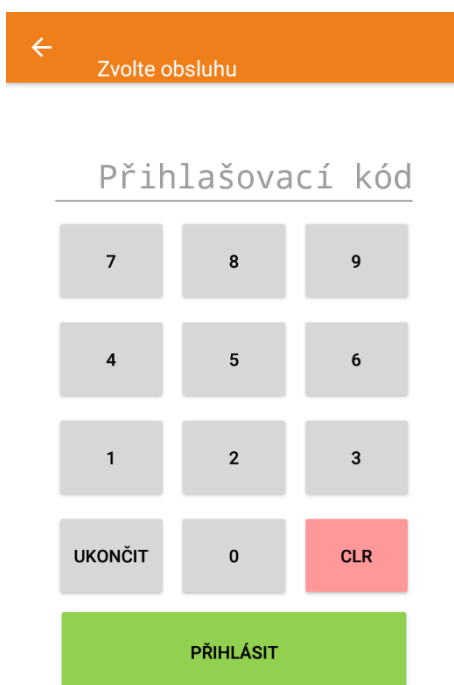 Zvolte obsluhu
Přihlašovací kód
7 8 9
4 5 6
1 2 3
UKONČIT 0 CLR
PŘIHLÁSIT